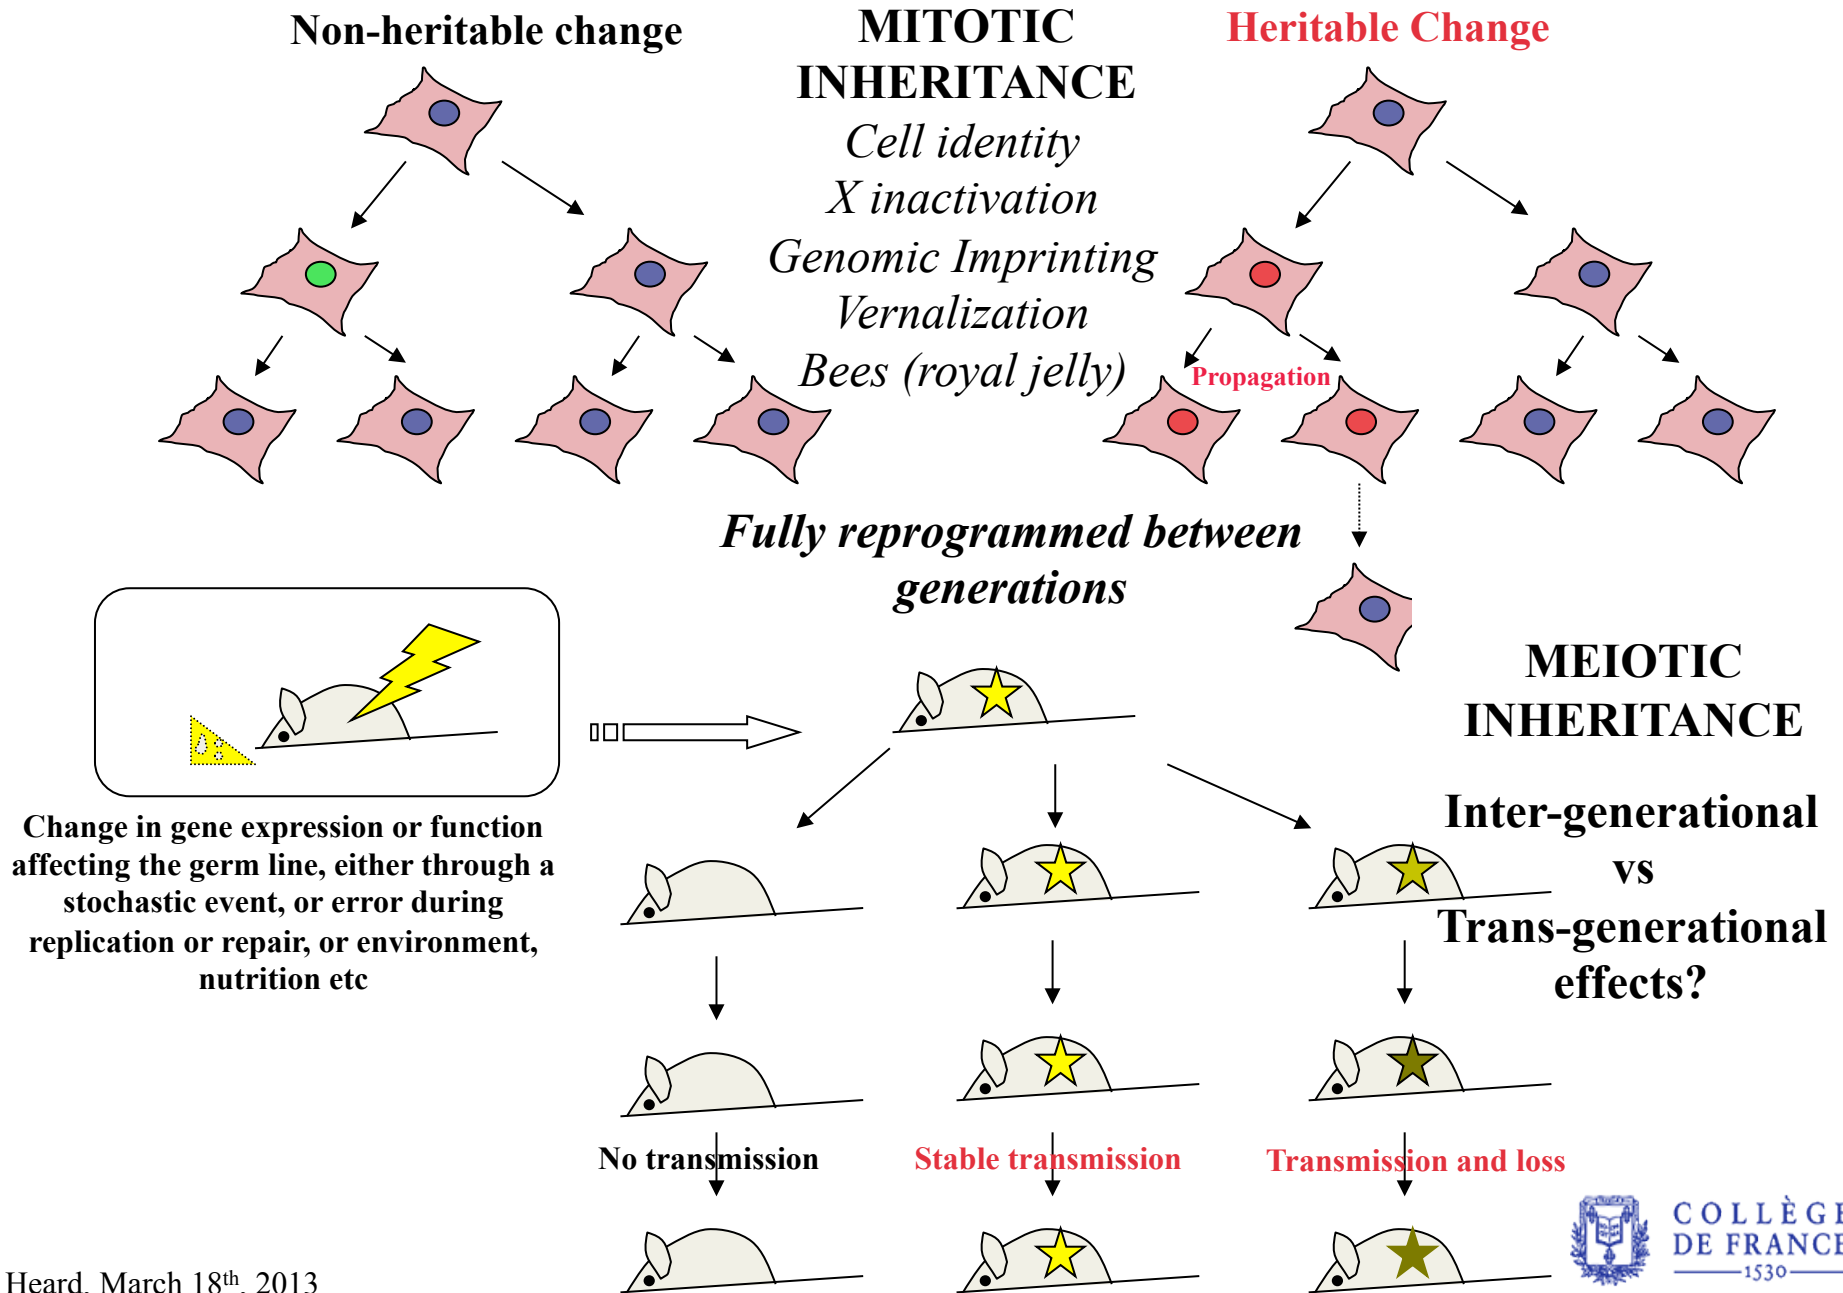 Non-heritable change
MITOTIC
INHERITANCE
Cell identity
X inactivation
Genomic Imprinting
Vernalization
Bees (royal jelly)
Heritable Change
Propagation
Fully reprogrammed between
generations
Change in gene expression or function
affecting the germ line, either through a
stochastic event, or error during
replication or repair, or environment,
nutrition etc
MEIOTIC
INHERITANCE
Inter-generational
vs
Trans-generational
effects?
No transmission
Stable transmission
Transmission and loss
Heard, March 18th, 2013
COLLÈGE
DE FRANCE
1530